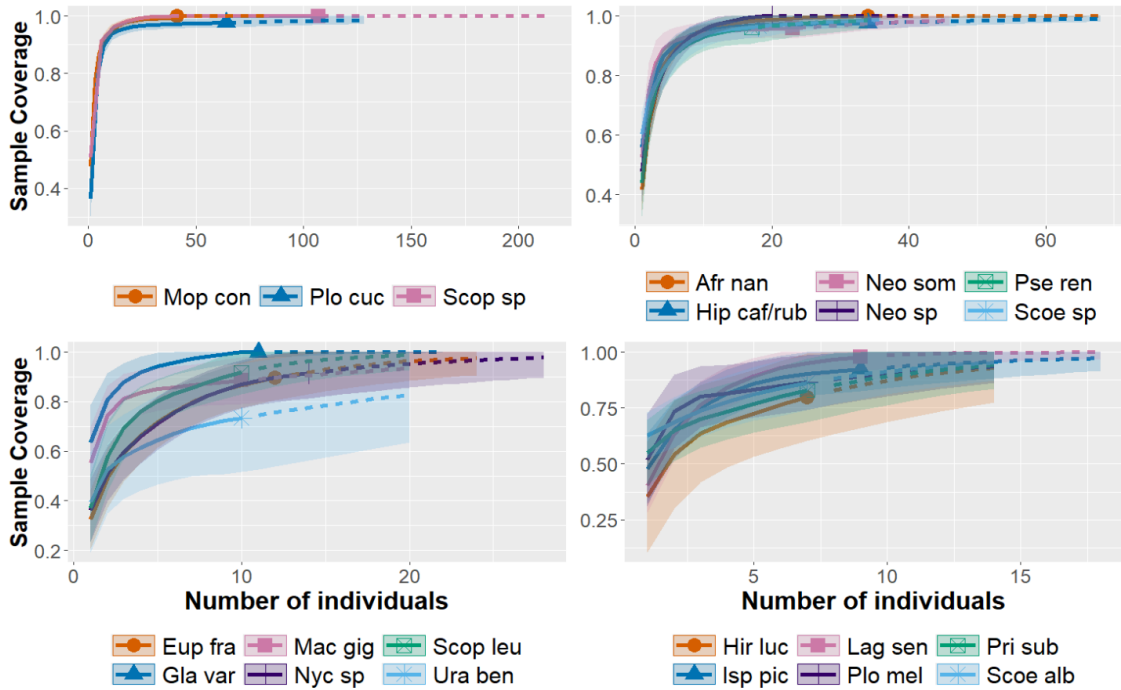 Sample Coverage
1.0
0.8
0.6
0.4
0 50 100 150 200
Mop con Plo cuc Scop sp
1.0
0.8
0.6
0.4
0 20 40 60
Afr nan Neo som Pse ren
Hip caf/rub Neo sp Scoe sp
Sample Coverage
1.0
0.8
0.6
0.4
0.2
0 10 20
Number of individuals
Eup fra Mac gig Scop leu
Gla var Nyc sp Ura ben
1.00
0.75
0.50
0.25
5 10 15
Number of individuals
Hir luc Lag sen Pri sub
Isp pic Plo mel Scoe alb